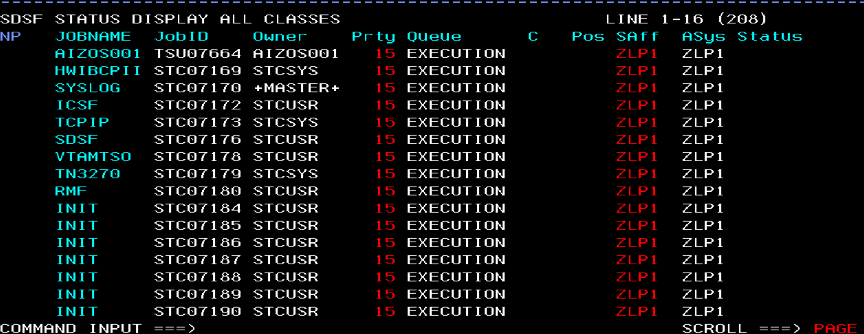 SDSF STATUS DISPLAY ALL CLASSES LINE 1-16 (208)
NP JOBNAME JobID Owner Prty Queue C Pos SAff ASys Status
AIZOS001 TSU07664 AIZOS001 15 EXECUTION ZLP1 ZLP1
HWIBCPII STC07169 STCSYS 15 EXECUTION ZLP1 ZLP1
SYSLOG STC07170 +MASTER+ 15 EXECUTION ZLP1 ZLP1
ICSF STC07172 STCUSR 15 EXECUTION ZLP1 ZLP1
TCPIP STC07173 STCSYS 15 EXECUTION ZLP1 ZLP1
SDSF STC07176 STCUSR 15 EXECUTION ZLP1 ZLP1
VTAMTSO STC07178 STCUSR 15 EXECUTION ZLP1 ZLP1
TN3270 STC07179 STCSYS 15 EXECUTION ZLP1 ZLP1
RMF STC07180 STCUSR 15 EXECUTION ZLP1 ZLP1
INIT STC07184 STCUSR 15 EXECUTION ZLP1 ZLP1
INIT STC07185 STCUSR 15 EXECUTION ZLP1 ZLP1
INIT STC07186 STCUSR 15 EXECUTION ZLP1 ZLP1
INIT STC07187 STCUSR 15 EXECUTION ZLP1 ZLP1
INIT STC07188 STCUSR 15 EXECUTION ZLP1 ZLP1
INIT STC07189 STCUSR 15 EXECUTION ZLP1 ZLP1
INIT STC07190 STCUSR 15 EXECUTION ZLP1 ZLP1
COMMAND INPUT ===> SCROLL ===> PAGE